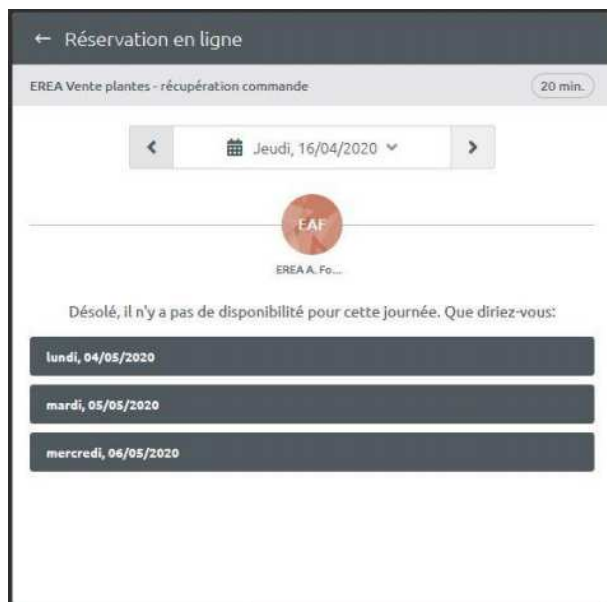 ← Réservation en ligne
EREA Vente plantes - récupération commande
20 min.
Jeudi, 16/04/2020
EAF
EREA A. Fo...
Désolé, il n'y a pas de disponibilité pour cette journée. Que diriez-vous:
lundi, 04/05/2020
mardi, 05/05/2020
mercredi, 06/05/2020